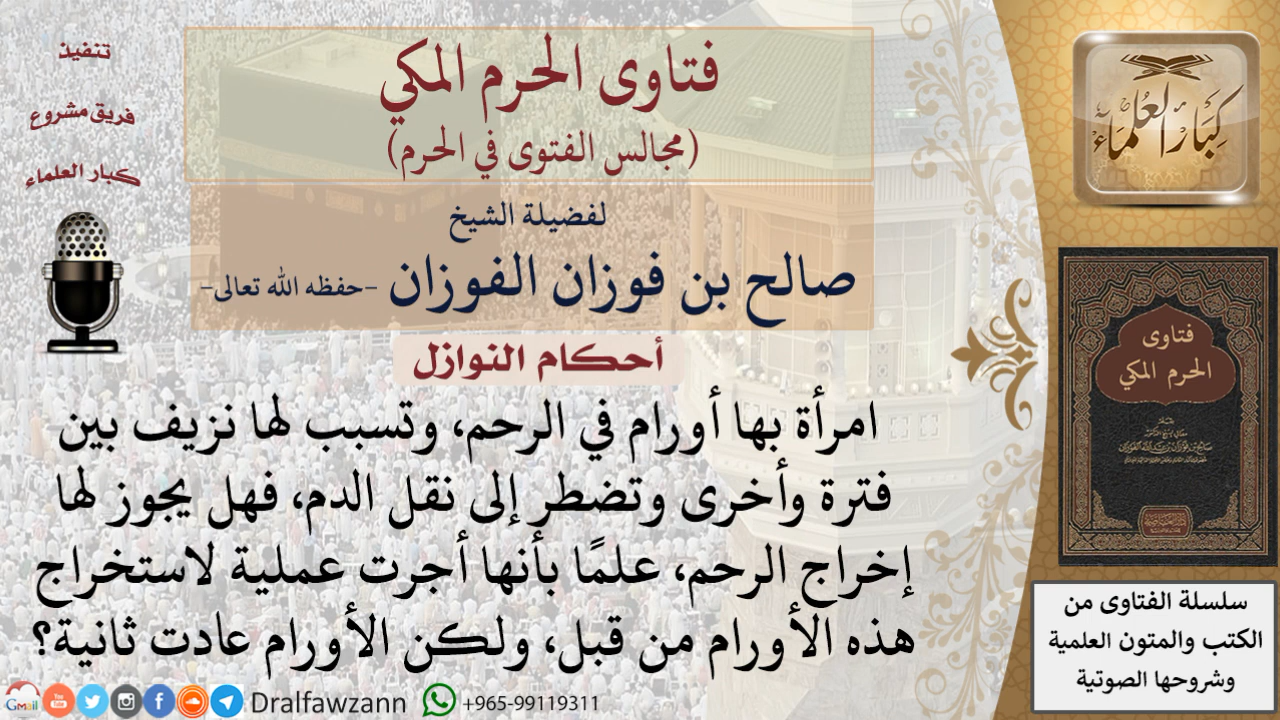 تنفيذ
فريق مشروع
كبار العلماء
فتاوى الحرم المكي
(مجالس الفتوى في الحرم)
لفضيلة الشيخ
صالح بن فوزان الفوزان -حفظه الله تعالى-
أحكام النوازل
امرأة بها أورام في الرحم، وتسبب لها نزيف بين
فترة وأخرى وتضطر إلى نقل الدم، فهل يجوز لها
إخراج الرحم، علمًا بأنها أجرت عملية لاستخراج
هذه الأورام من قبل، ولكن الأورام عادت ثانية؟
كبار العلماء
فتاوى
الحرم المكي
سلسلة الفتاوى من
الكتب والمتون العلمية
وشروحها الصوتية
Gmail
You Tube
Dralfawzann
+965-99119311